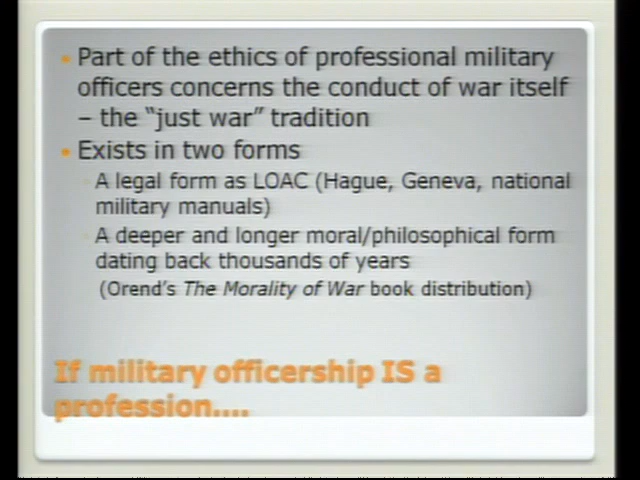 Part of the ethics of professional military
officers concerns the conduct of war itself
– the “just war” tradition
Exists in two forms
A legal form as LOAC (Hague, Geneva, national
military manuals)
A deeper and longer moral/philosophical form
dating back thousands of years
(Orend's The Morality of War book distribution)
If military officership IS a
profession....